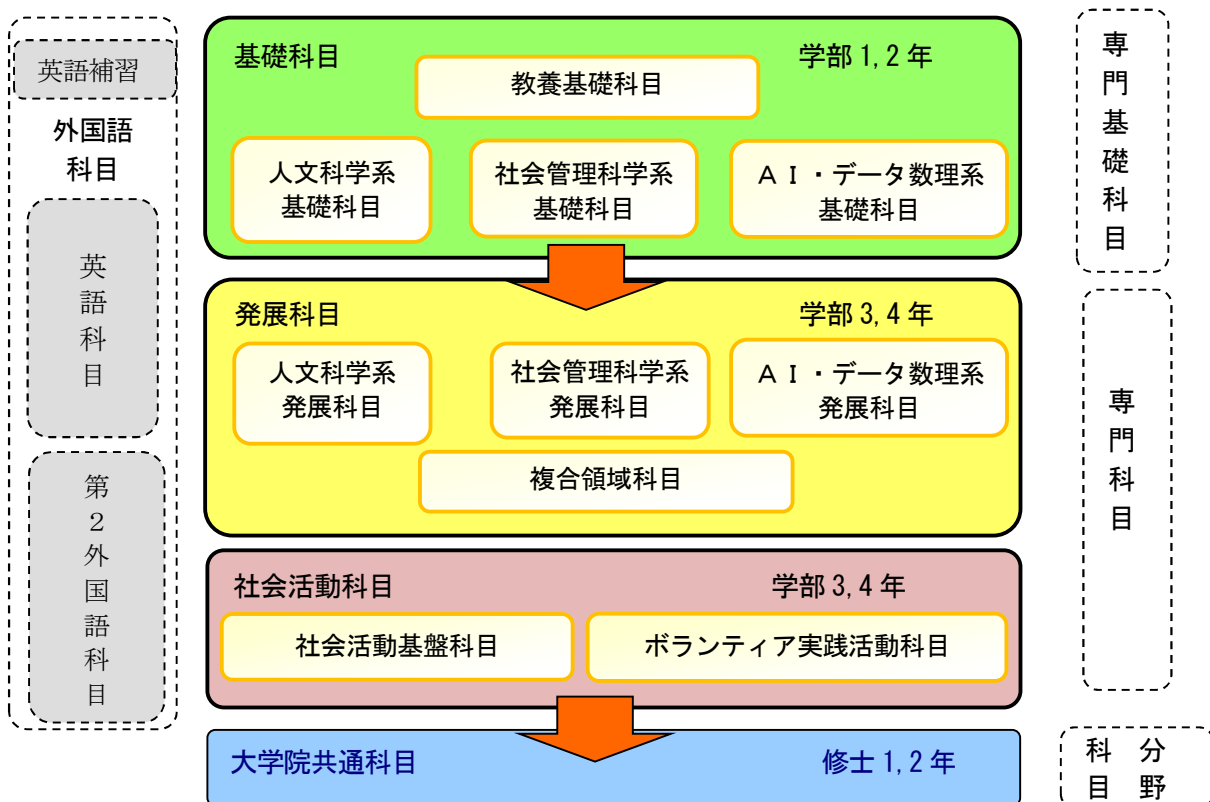 英語補習
外国語
科目
英語科目
第2外国語科目
基礎科目 学部1,2年
教養基礎科目
人文科学系
基礎科目
社会管理科学系
基礎科目
AI・データ数理系
基礎科目
発展科目 学部3,4年
人文科学系
発展科目
社会管理科学系
発展科目
AI・データ数理系
発展科目
複合領域科目
社会活動科目 学部3,4年
社会活動基盤科目
ボランティア実践活動科目
大学院共通科目 修士1,2年
専門基礎科目
専門科目
分野
科目